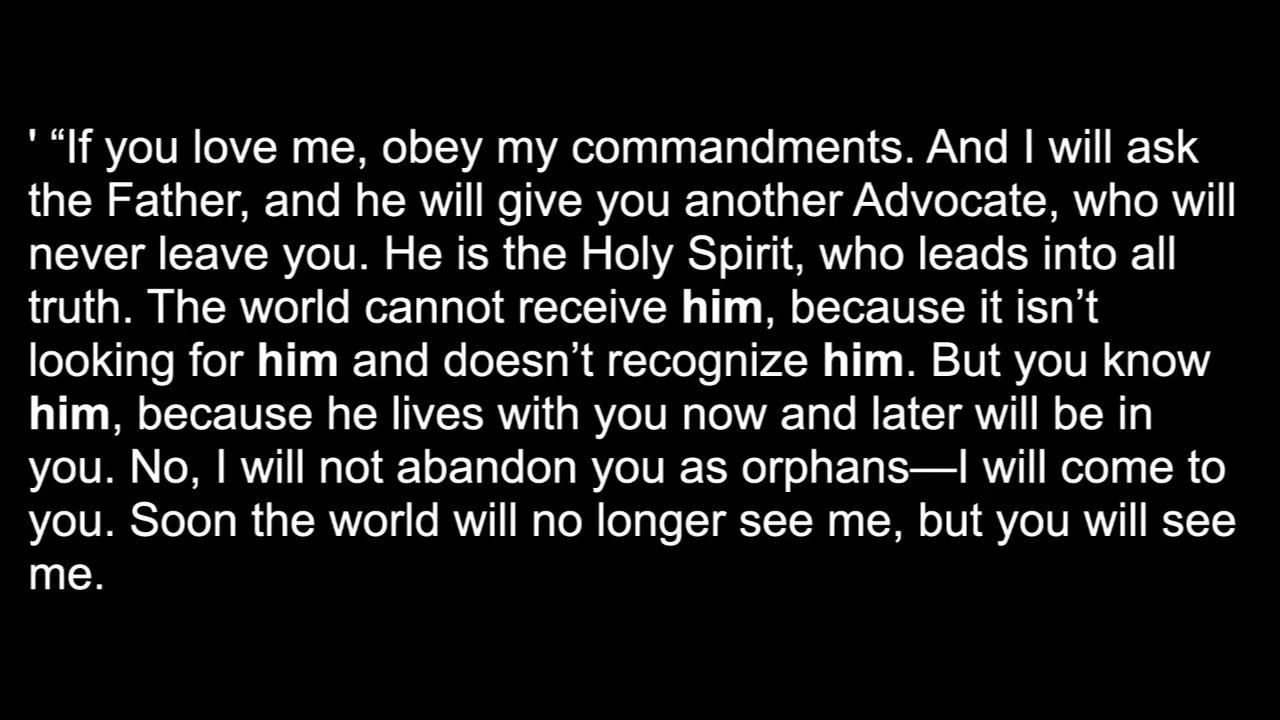 ' “If you love me, obey my commandments. And I will ask
the Father, and he will give you another Advocate, who will
never leave you. He is the Holy Spirit, who leads into all
truth. The world cannot receive him, because it isn’t
looking for him and doesn’t recognize him. But you know
him, because he lives with you now and later will be in
you. No, I will not abandon you as orphans—I will come to
you. Soon the world will no longer see me, but you will see
me.